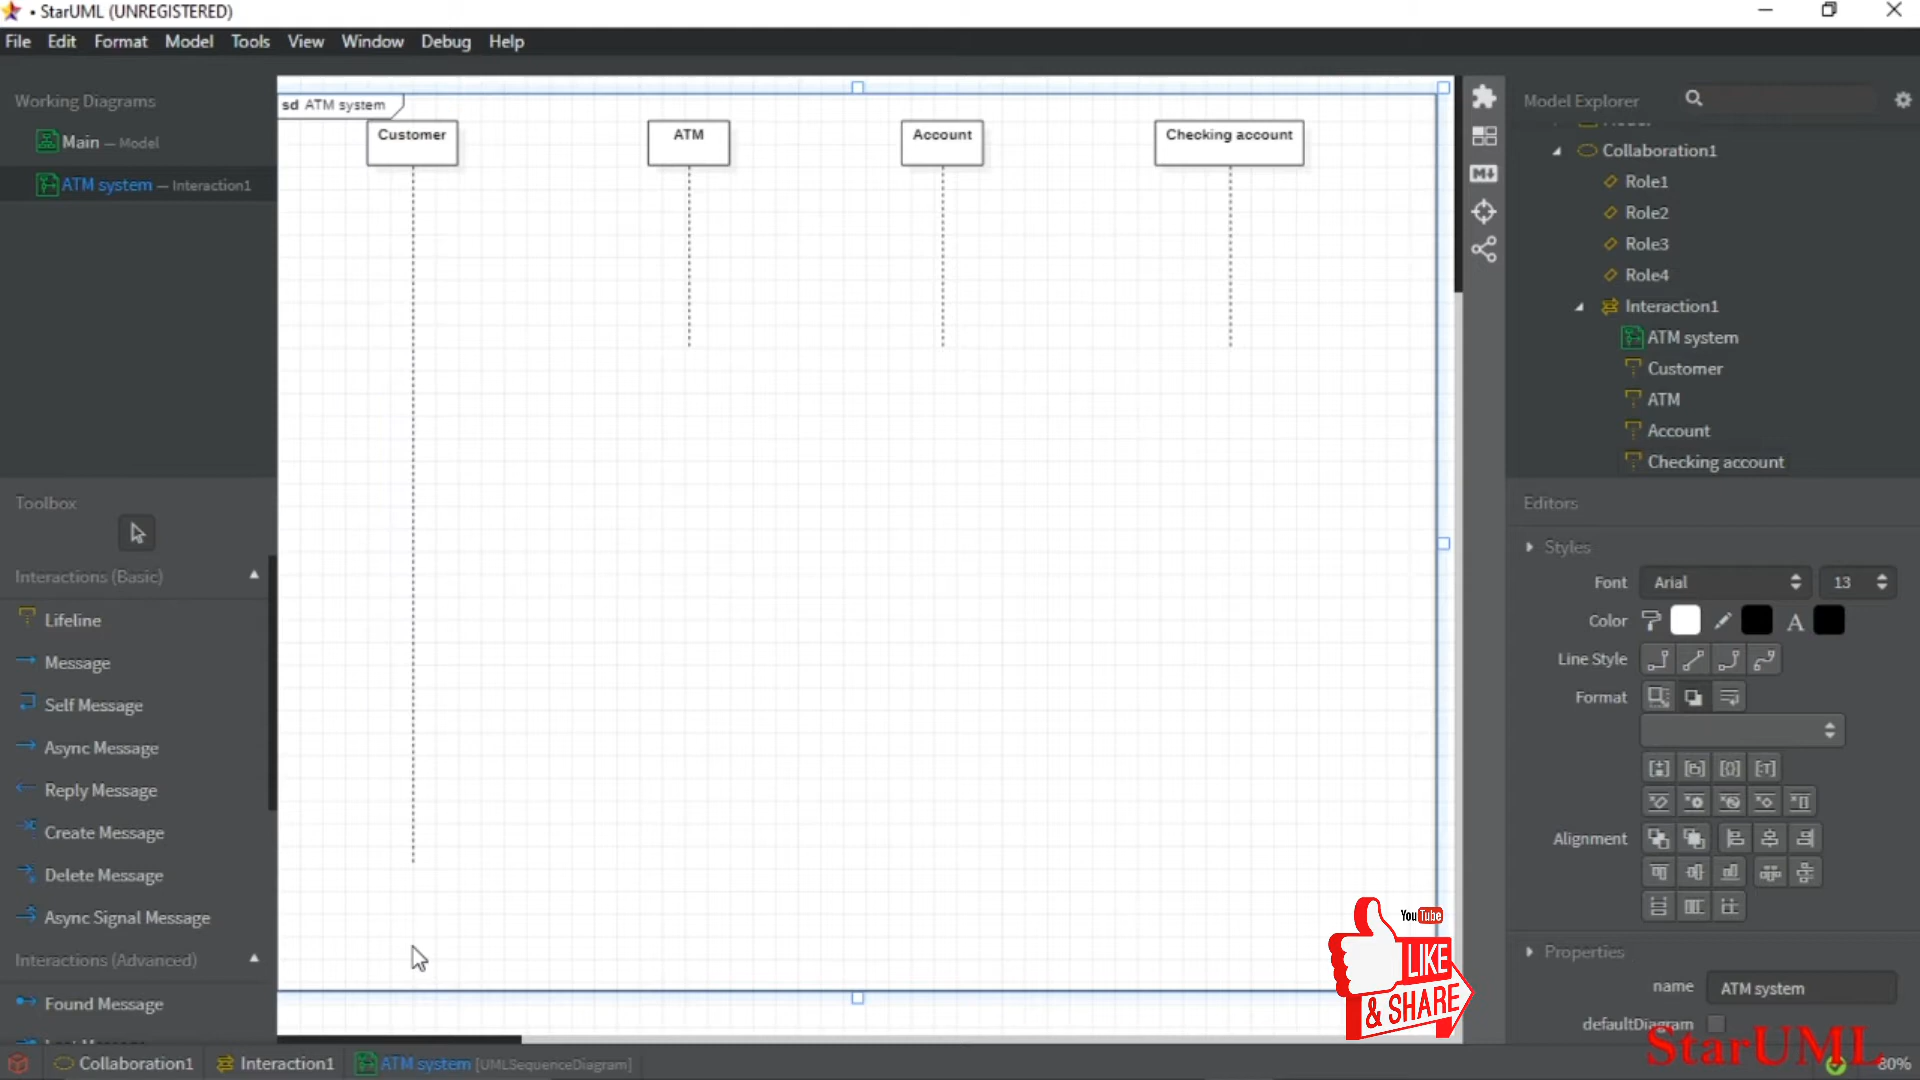 • StarUML (UNREGISTERED)
File Edit Format Model Tools View Window Debug Help
Working Diagrams
Main — Model
ATM system — Interaction1
Toolbox
Interactions (Basic)
Lifeline
Message
Self Message
Async Message
Reply Message
Create Message
Delete Message
Async Signal Message
Interactions (Advanced)
Found Message
sd ATM system
Customer
ATM
Account
Checking account
YouTube
LIKE
& SHARE
M
Model Explorer
Model
Collaboration1
Role1
Role2
Role3
Role4
Interaction1
ATM system
Customer
ATM
Account
Checking account
Editors
Styles
Font Arial 13
Color A
Line Style
Format
Alignment
Properties
name ATM system
defaultDiagram
StarUML
Collaboration1 Interaction1 ATM system [UMLSequenceDiagram] 80%